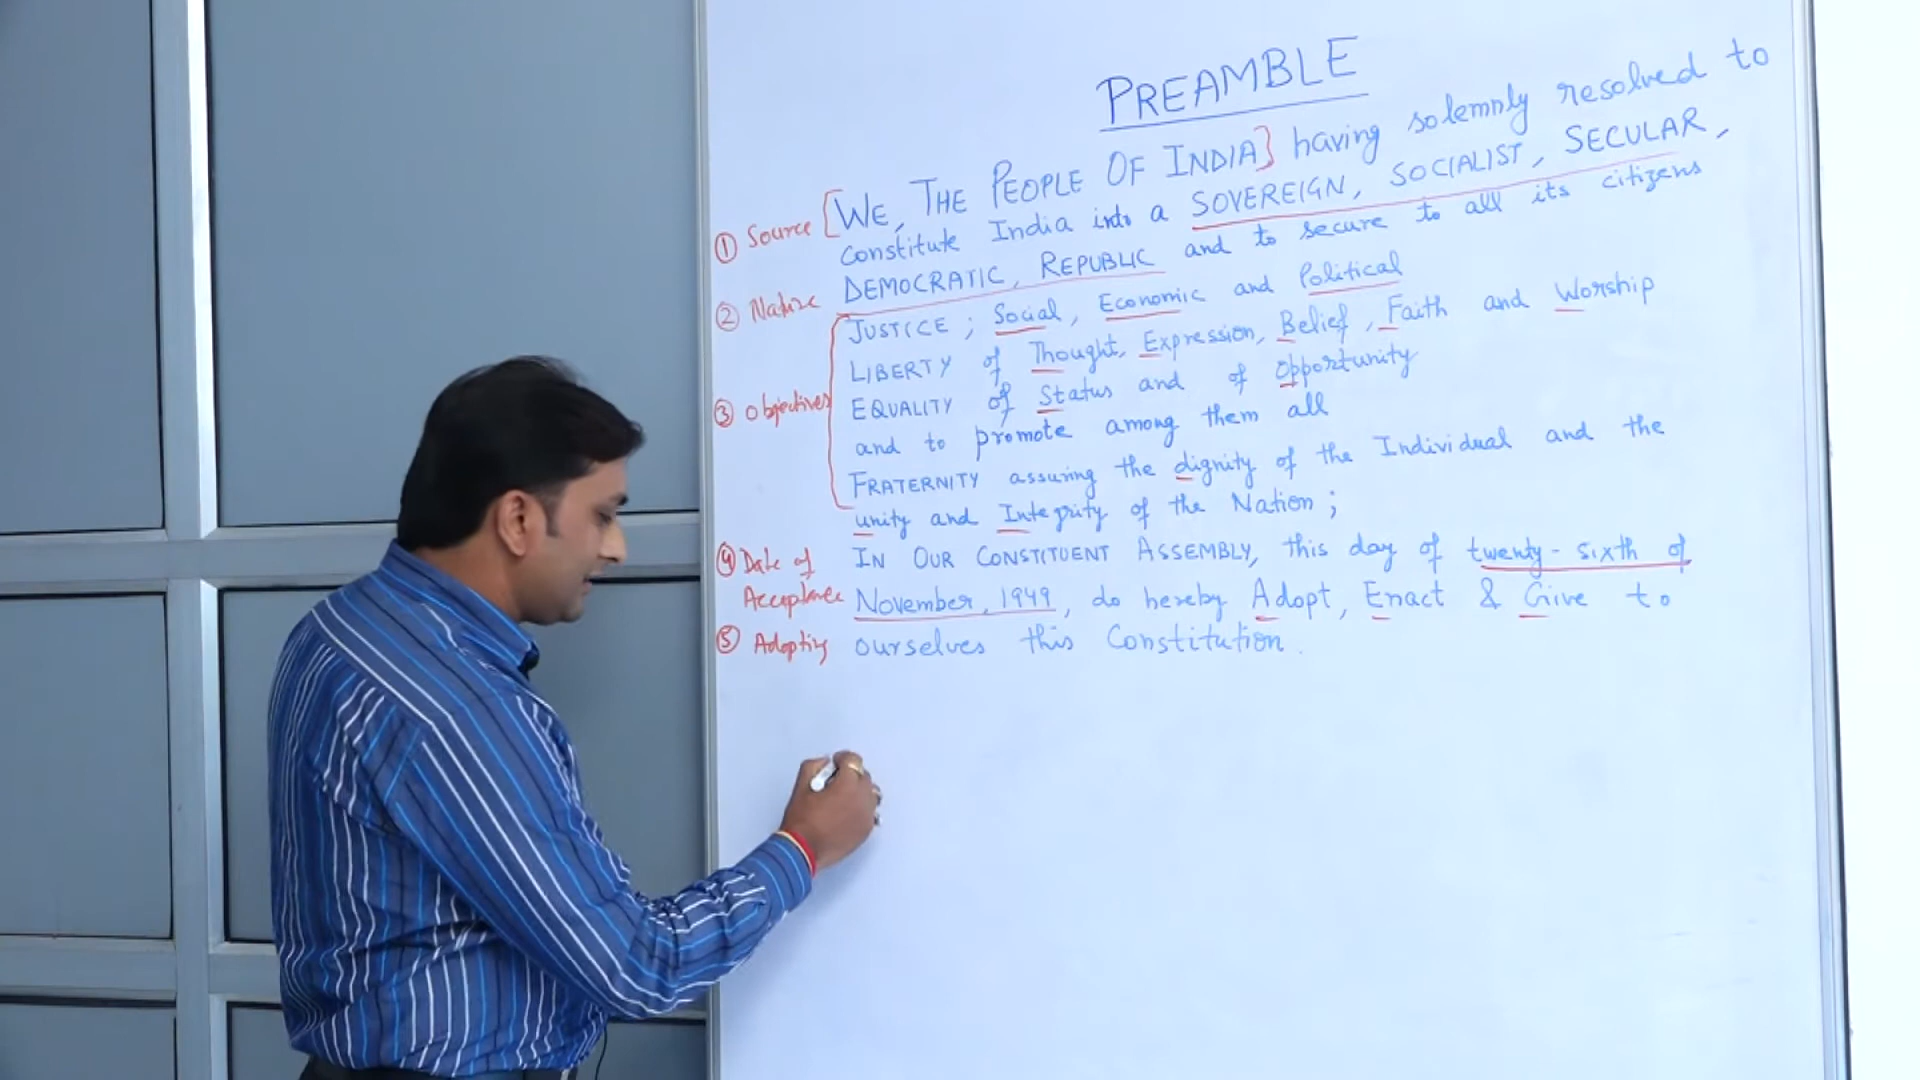 PREAMBLE
① Source [WE, THE PEOPLE OF INDIA] having solemnly resolved to
constitute India into a SOVEREIGN, SOCIALIST, SECULAR,
② Nature DEMOCRATIC, REPUBLIC and to secure to all its citizens
JUSTICE; Social, Economic and Political
LIBERTY of Thought, Expression, Belief, Faith and Worship
③ Objectives EQUALITY of Status and of Opportunity
and to promote among them all
FRATERNITY assuring the dignity of the Individual and the
unity and Integrity of the Nation;
④ Date of IN OUR CONSTITUENT ASSEMBLY, this day of twenty-sixth of
Acceptance November, 1949, do hereby Adopt, Enact & Give to
⑤ Adopting ourselves this Constitution.